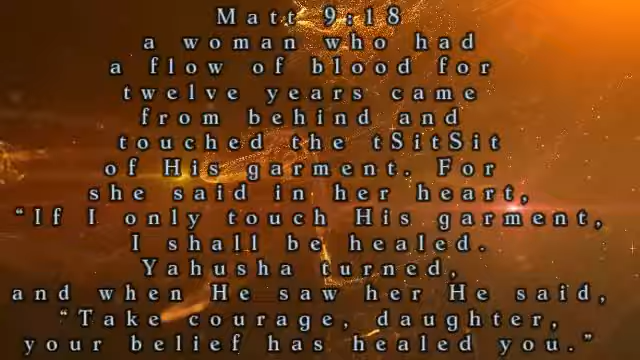 Matt 9:18
a woman who had
a flow of blood for
twelve years came
from behind and
touched the tSitSit
of His garment. For
she said in her heart,
“If I only touch His garment,
I shall be healed.
Yahusha turned,
and when He saw her He said,
“Take courage, daughter,
your belief has healed you.”